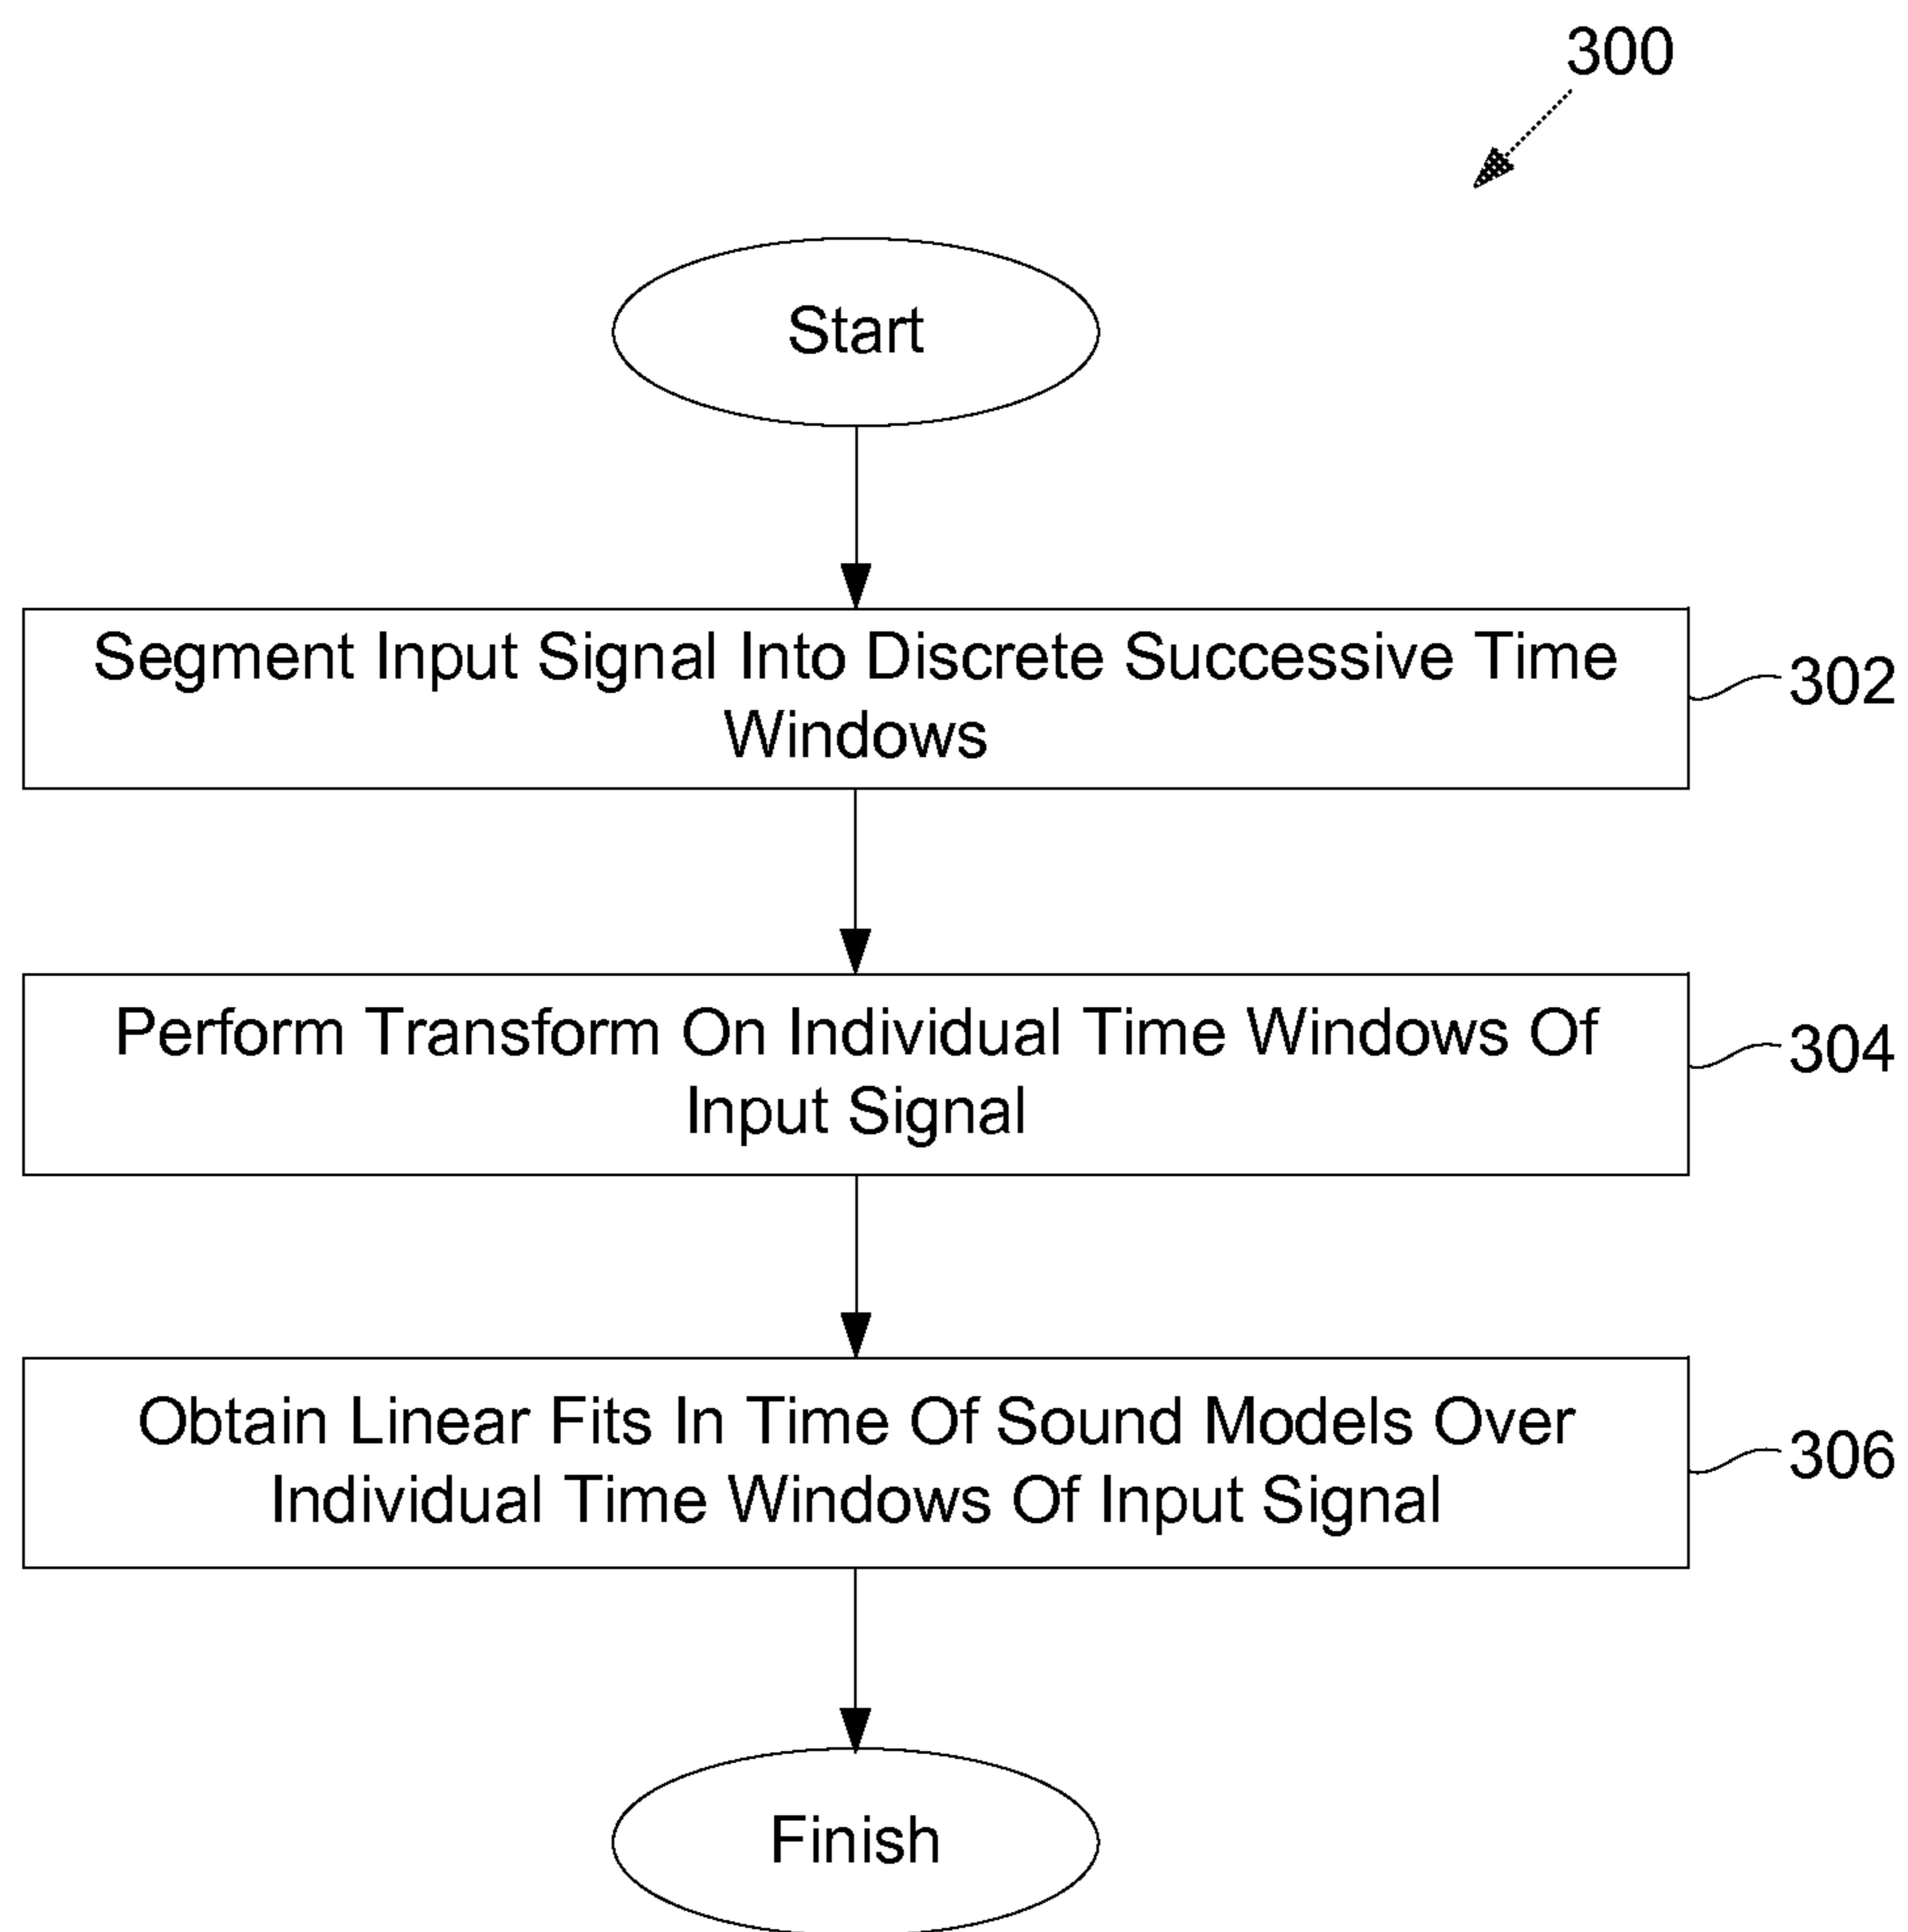 300
Start
Segment Input Signal Into Discrete Successive Time
Windows
302
Perform Transform On Individual Time Windows Of
Input Signal
304
Obtain Linear Fits In Time Of Sound Models Over
Individual Time Windows Of Input Signal
306
Finish